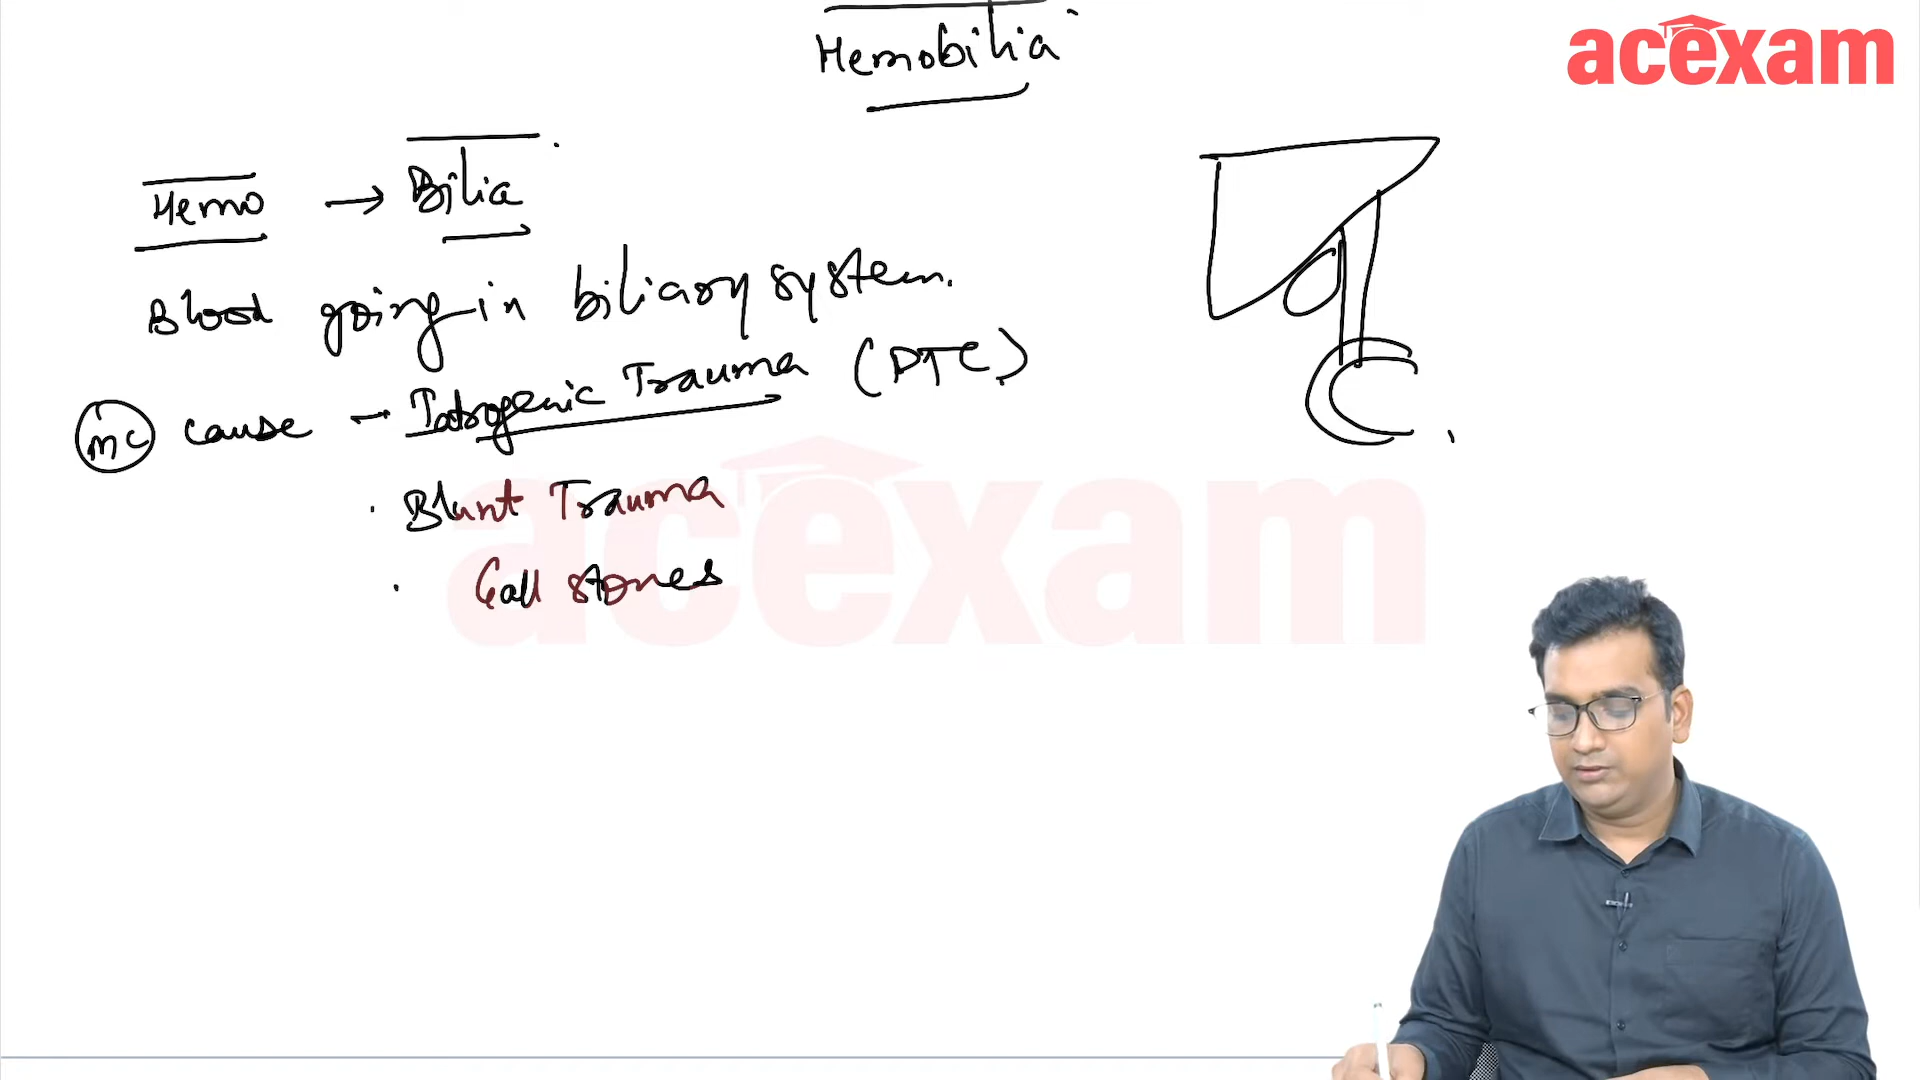 Hemobilia
acexam
Hemo → Bilia
Blood going in biliary system.
mc cause - Iatrogenic Trauma (PTC)
. Blunt Trauma
. Gall stones
acexam